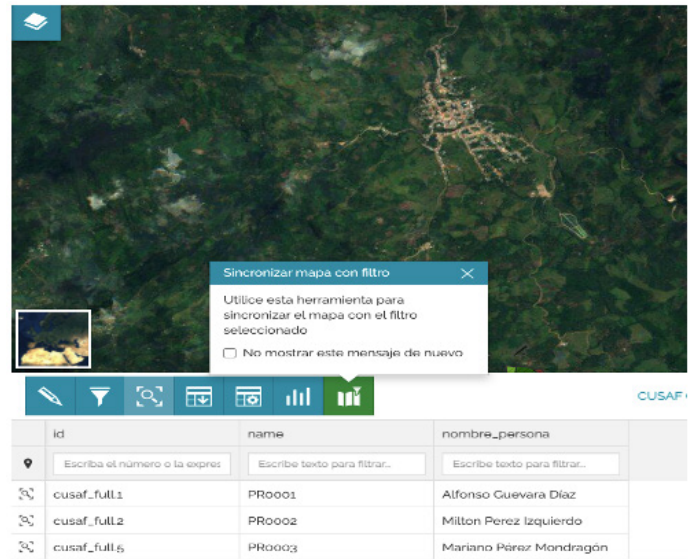 Sincronizar mapa con filtro
Utilice esta herramienta para
sincronizar el mapa con el filtro
seleccionado
No mostrar este mensaje de nuevo
CUSAF
id name nombre_persona
Escriba el número o la expres Escribe texto para filtrar... Escribe texto para filtrar...
cusaf_full.1 PR0001 Alfonso Guevara Díaz
cusaf_full.2 PR0002 Milton Perez Izquierdo
cusaf_full.5 PR0003 Mariano Pérez Mondragón